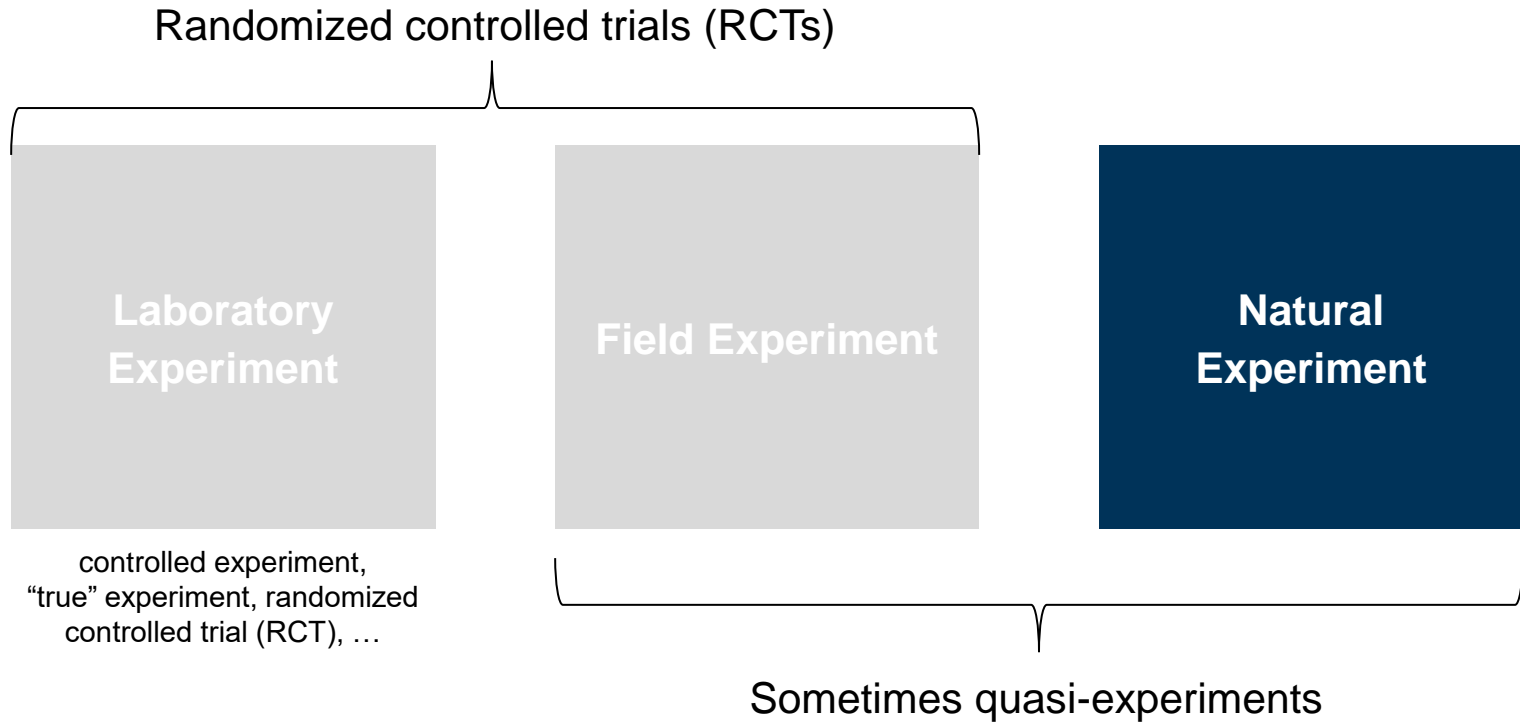 Randomized controlled trials (RCTs)
Laboratory
Experiment
Field Experiment
Natural
Experiment
controlled experiment,
“true” experiment, randomized
controlled trial (RCT), …
Sometimes quasi-experiments